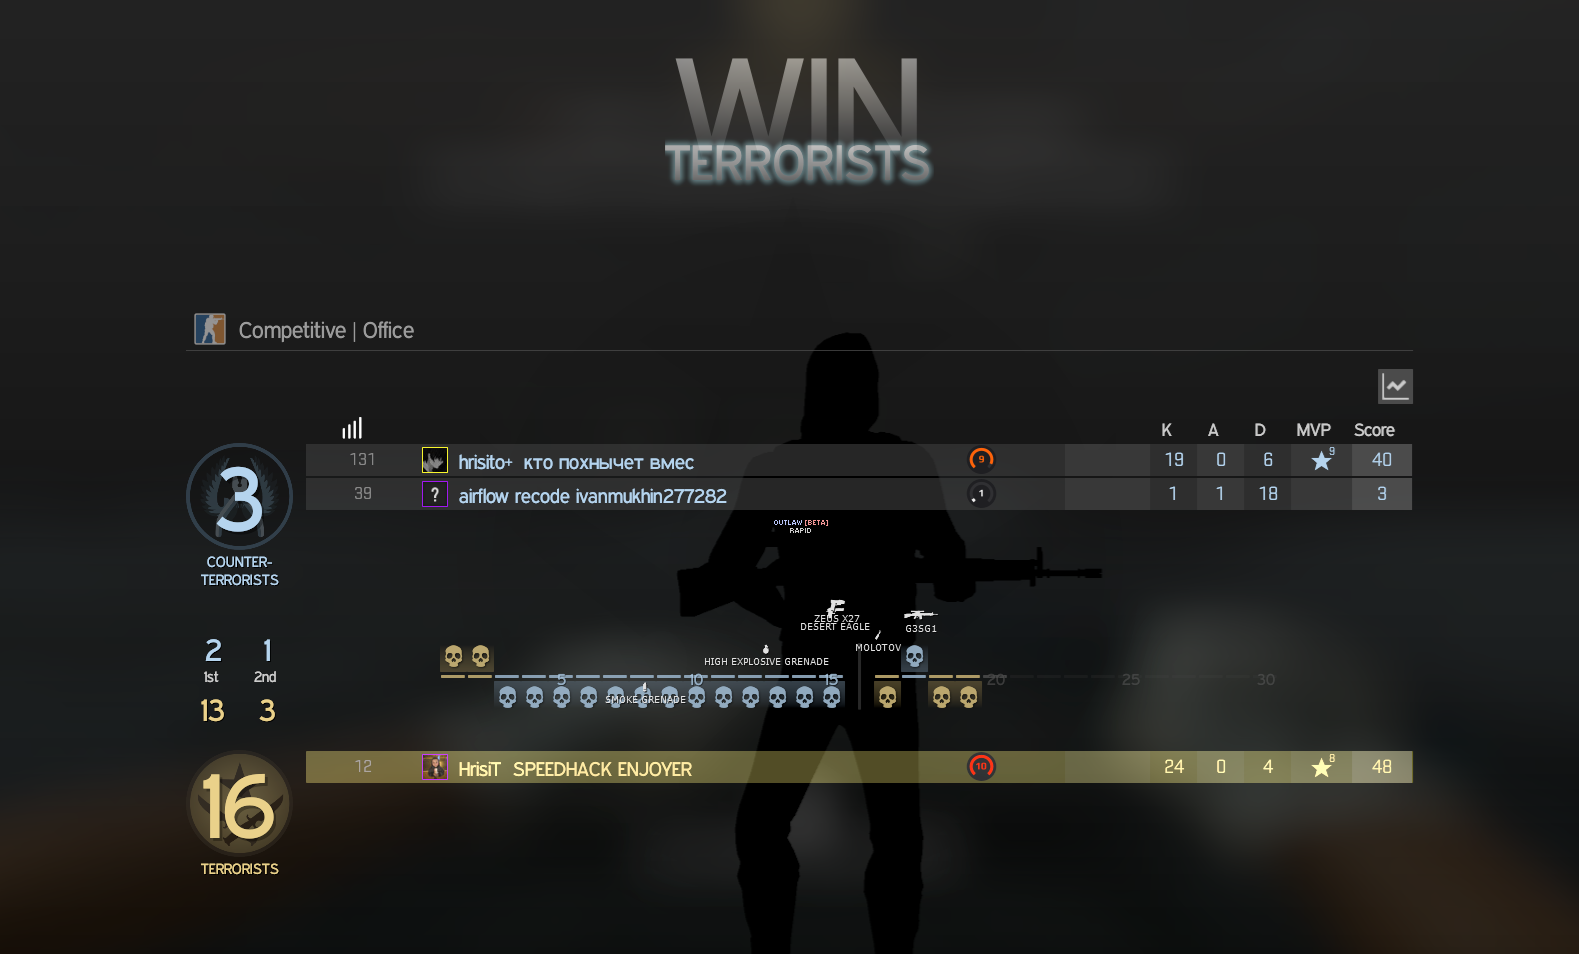 WIN
TERRORISTS
Competitive | Office
K A D MVP Score
131 hrisito+ кто похнычет вмес 9 19 0 6 9 40
39 ? airflow recode ivanmukhin277282 1 1 1 18 3
3
COUNTER-
TERRORISTS
OUTLAW [BETA]
RAPID
ZEUS X27
DESERT EAGLE
G3SG1
MOLOTOV
HIGH EXPLOSIVE GRENADE
2 1
1st 2nd
5 10 15 20 25 30
SMOKE GRENADE
13 3
12 HrisiT SPEEDHACK ENJOYER 10 24 0 4 8 48
16
TERRORISTS